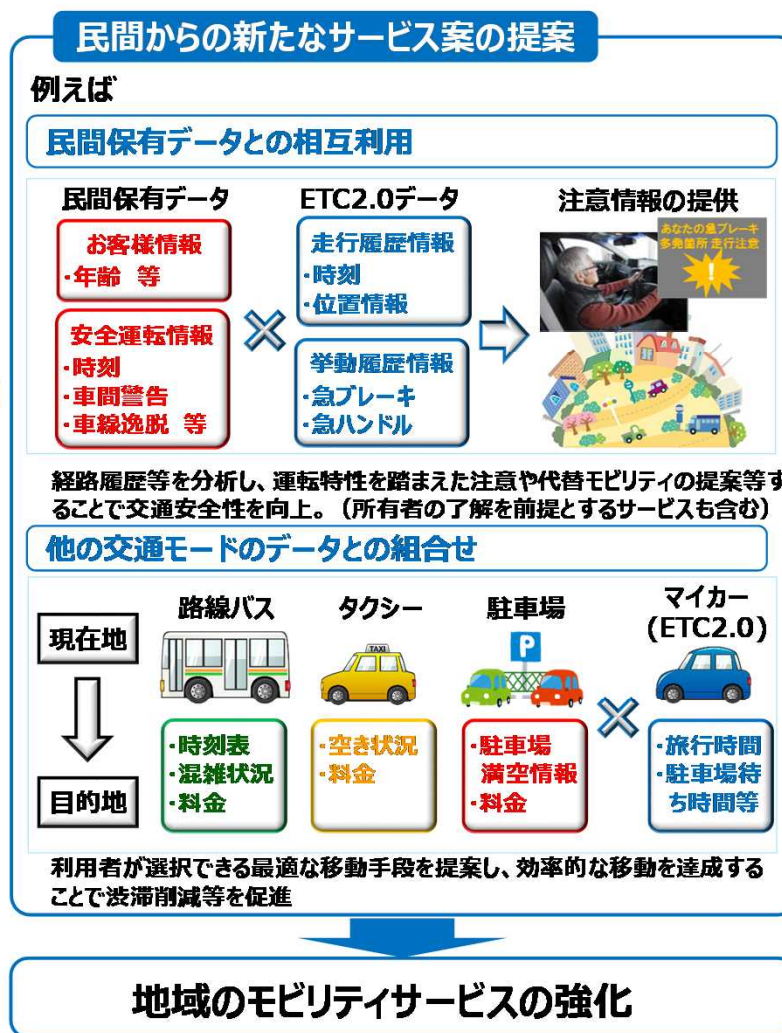 民間からの新たなサービス案の提案
例えば
民間保有データとの相互利用
民間保有データ
ETC2.0データ
注意情報の提供
お客様情報
・年齢 等
安全運転情報
・時刻
・車間警告
・車線逸脱 等
走行履歴情報
・時刻
・位置情報
挙動履歴情報
・急ブレーキ
・急ハンドル
あなたの急ブレーキ
多発箇所 走行注意
!
経路履歴等を分析し、運転特性を踏まえた注意や代替モビリティの提案等す
ることで交通安全性を向上。（所有者の了解を前提とするサービスも含む）
他の交通モードのデータとの組合せ
現在地
目的地
路線バス
・時刻表
・混雑状況
・料金
タクシー
TAXI
・空き状況
・料金
駐車場
P
・駐車場
満空情報
・料金
マイカー
(ETC2.0)
・旅行時間
・駐車場待
ち時間等
利用者が選択できる最適な移動手段を提案し、効率的な移動を達成する
ことで渋滞削減等を促進
地域のモビリティサービスの強化